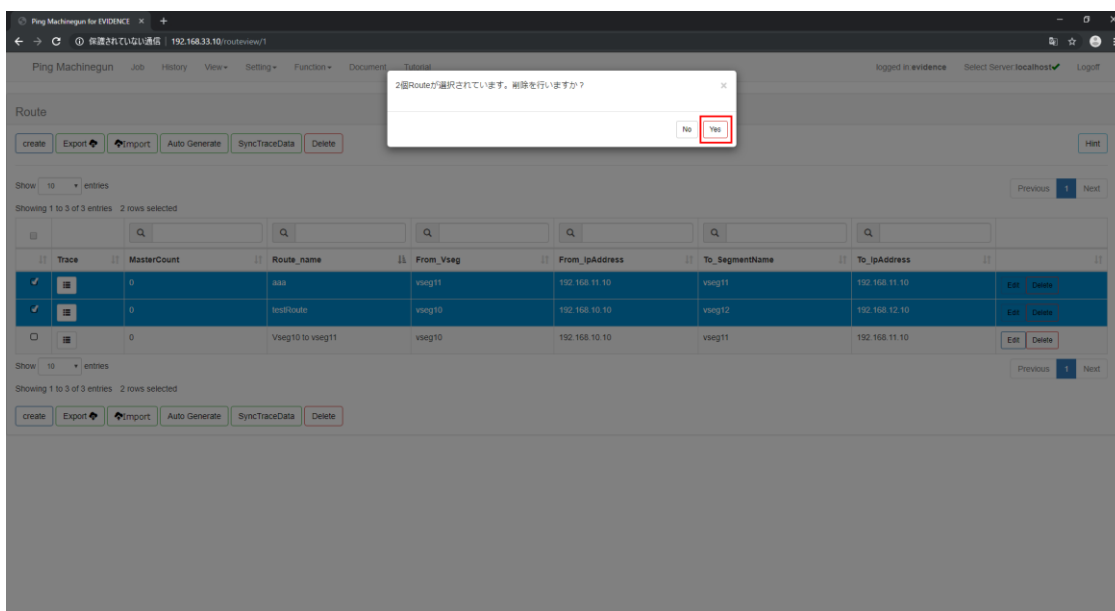 Ping Machinegun for EVIDENCE
保護されていない通信 | 192.168.33.10/routeview/1
Ping Machinegun Job History View Setting Function Document Tutorial logged in:evidence Select Server:localhost Logoff
2個Routeが選択されています。削除を行いますか？
No Yes
Route
create Export Import Auto Generate SyncTraceData Delete Hint
Show 10 entries Previous 1 Next
Showing 1 to 3 of 3 entries 2 rows selected
Trace MasterCount Route_name From_Vseg From_IpAddress To_SegmentName To_IpAddress
0 aaa vseg11 192.168.11.10 vseg11 192.168.11.10 Edit Delete
0 testRoute vseg10 192.168.10.10 vseg12 192.168.12.10 Edit Delete
0 Vseg10 to vseg11 vseg10 192.168.10.10 vseg11 192.168.11.10 Edit Delete
Show 10 entries Previous 1 Next
Showing 1 to 3 of 3 entries 2 rows selected
create Export Import Auto Generate SyncTraceData Delete